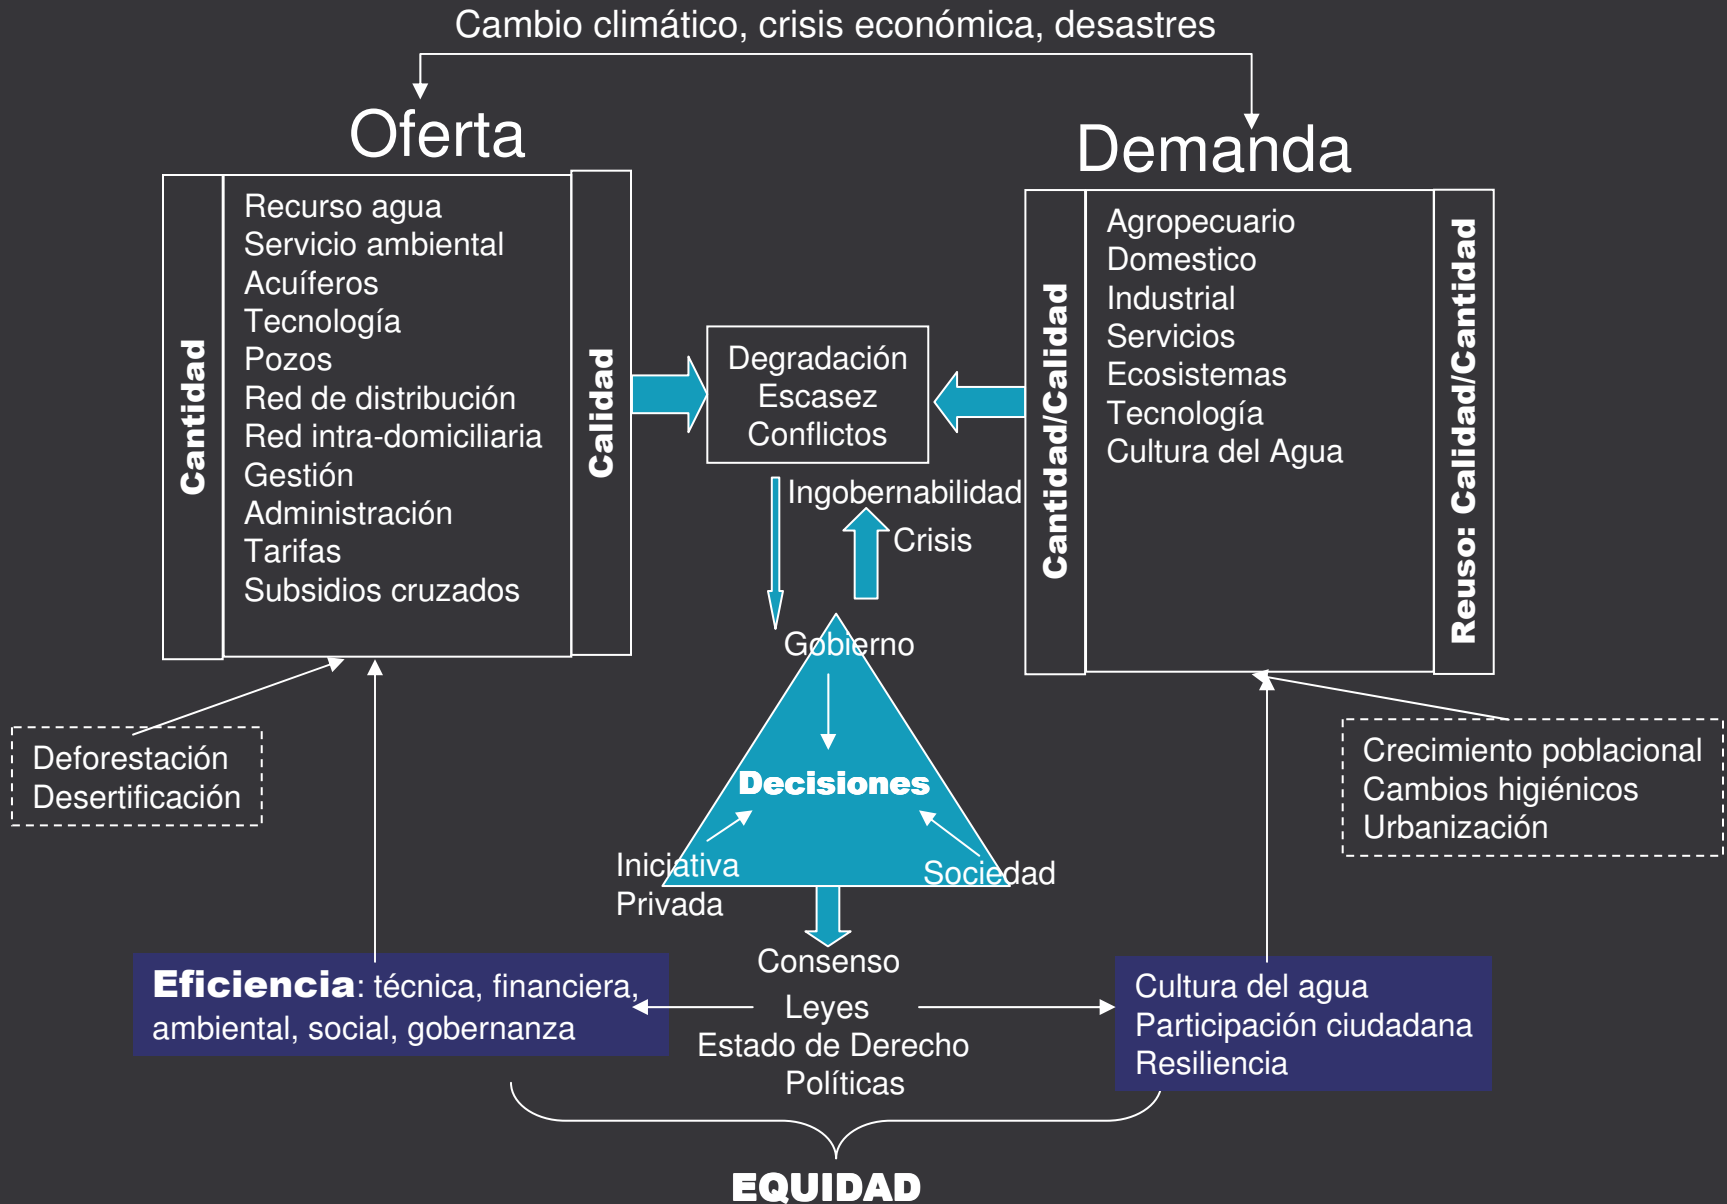 Cambio climático, crisis económica, desastres
Oferta
Demanda
Cantidad
Recurso agua
Servicio ambiental
Acuíferos
Tecnología
Pozos
Red de distribución
Red intra-domiciliaria
Gestión
Administración
Tarifas
Subsidios cruzados
Calidad
Degradación
Escasez
Conflictos
Ingobernabilidad
Crisis
Cantidad/Calidad
Agropecuario
Domestico
Industrial
Servicios
Ecosistemas
Tecnología
Cultura del Agua
Reuso: Calidad/Cantidad
Deforestación
Desertificación
Gobierno
Decisiones
Iniciativa
Privada
Sociedad
Crecimiento poblacional
Cambios higiénicos
Urbanización
Eficiencia: técnica, financiera,
ambiental, social, gobernanza
Consenso
Leyes
Estado de Derecho
Políticas
Cultura del agua
Participación ciudadana
Resiliencia
EQUIDAD